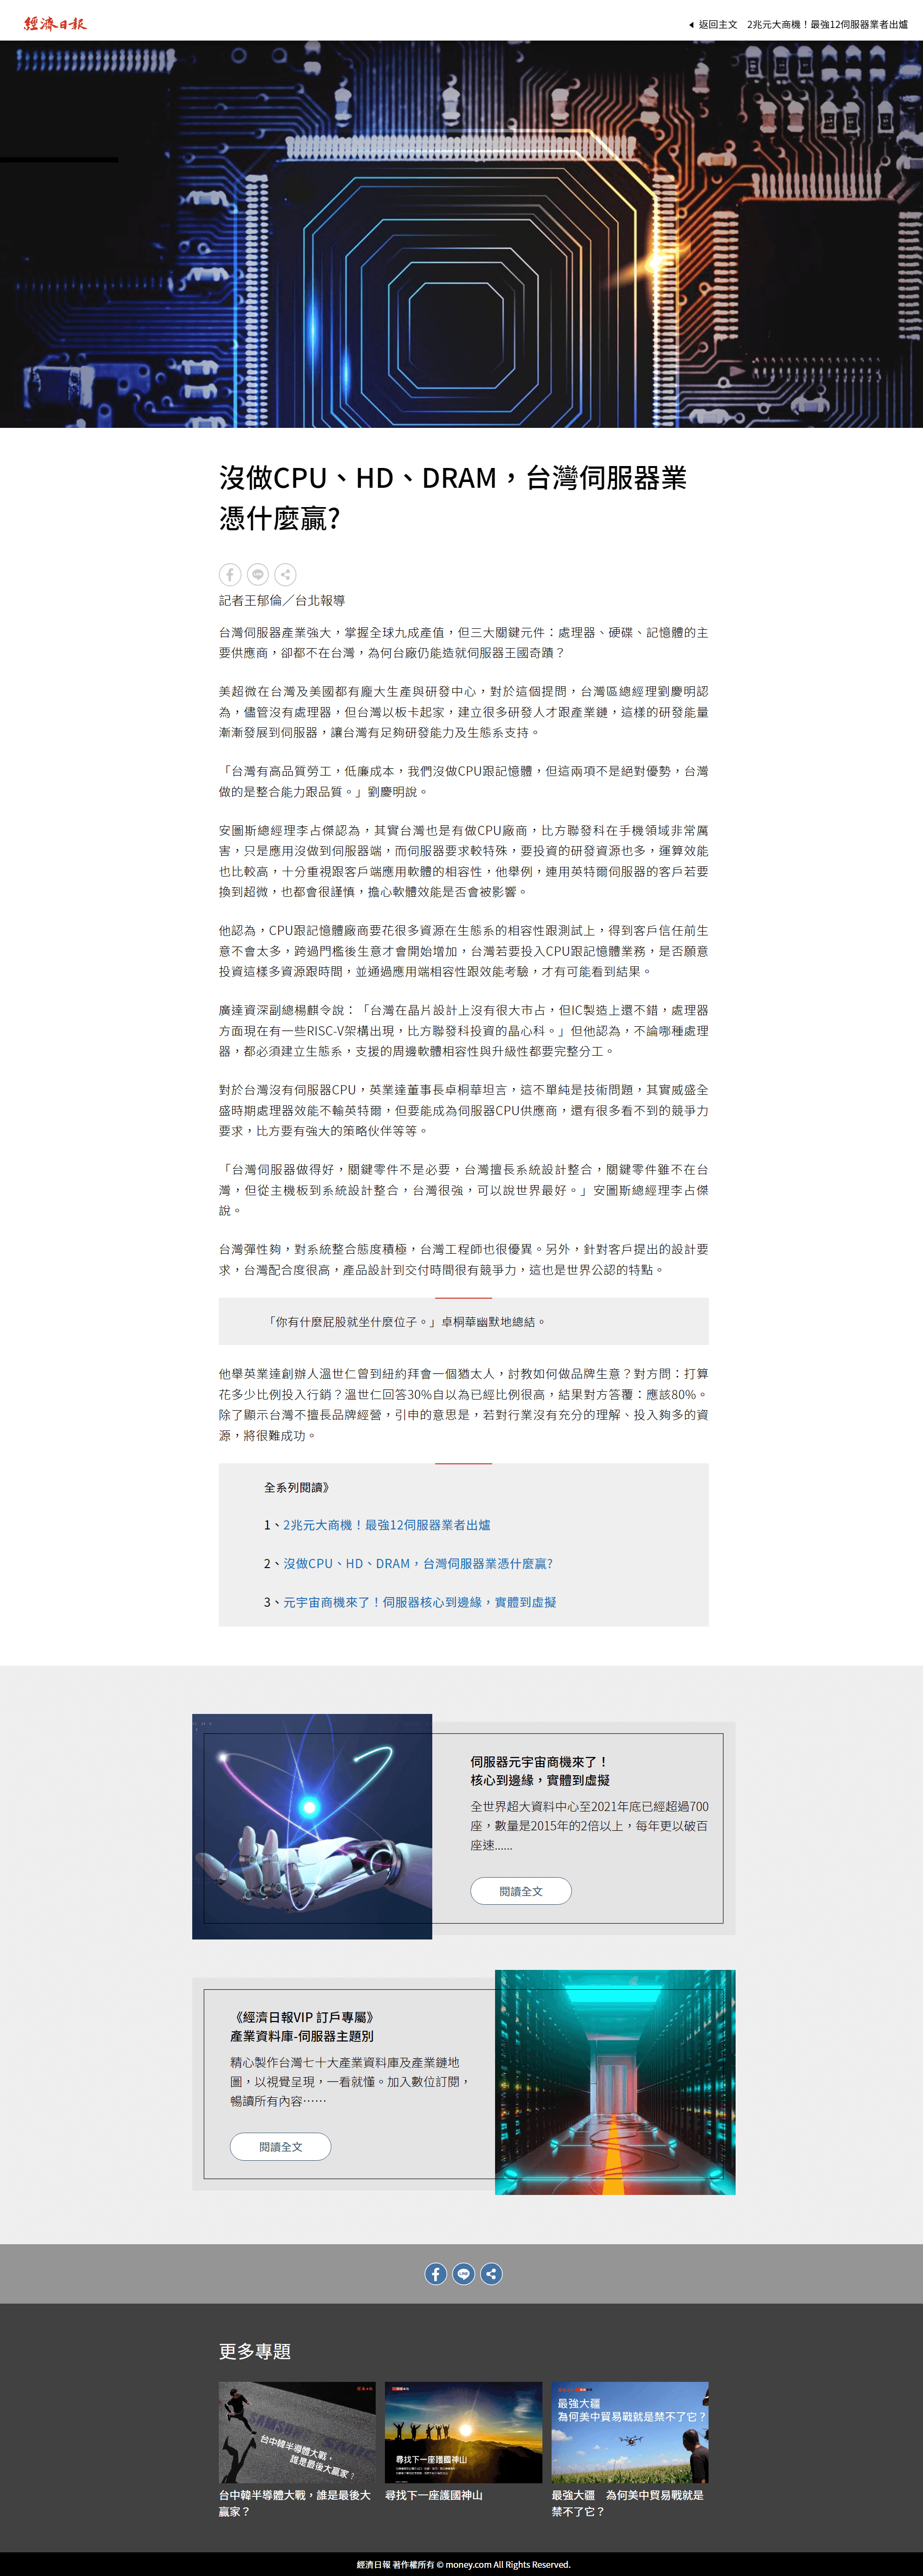 經濟日報
返回主文 2兆元大商機！最強12伺服器業者出爐
沒做CPU、HD、DRAM，台灣伺服器業
憑什麼贏?
記者王郁倫／台北報導
台灣伺服器產業強大，掌握全球九成產值，但三大關鍵元件：處理器、硬碟、記憶體的主
要供應商，卻都不在台灣，為何台廠仍能造就伺服器王國奇蹟？
美超微在台灣及美國都有龐大生產與研發中心，對於這個提問，台灣區總經理劉慶明認
為，儘管沒有處理器，但台灣以板卡起家，建立很多研發人才跟產業鏈，這樣的研發能量
漸漸發展到伺服器，讓台灣有足夠研發能力及生態系支持。
「台灣有高品質勞工，低廉成本，我們沒做CPU跟記憶體，但這兩項不是絕對優勢，台灣
做的是整合能力跟品質。」劉慶明說。
安圖斯總經理李占傑認為，其實台灣也是有做CPU廠商，比方聯發科在手機領域非常厲
害，只是應用沒做到伺服器端，而伺服器要求較特殊，要投資的研發資源也多，運算效能
也比較高，十分重視跟客戶端應用軟體的相容性，他舉例，連用英特爾伺服器的客戶若要
換到超微，也都會很謹慎，擔心軟體效能是否會被影響。
他認為，CPU跟記憶體廠商要花很多資源在生態系的相容性跟測試上，得到客戶信任前生
意不會太多，跨過門檻後生意才會開始增加，台灣若要投入CPU跟記憶體業務，是否願意
投資這樣多資源跟時間，並通過應用端相容性跟效能考驗，才有可能看到結果。
廣達資深副總楊麒令說：「台灣在晶片設計上沒有很大市占，但IC製造上還不錯，處理器
方面現在有一些RISC-V架構出現，比方聯發科投資的晶心科。」但他認為，不論哪種處理
器，都必須建立生態系，支援的周邊軟體相容性與升級性都要完整分工。
對於台灣沒有伺服器CPU，英業達董事長卓桐華坦言，這不單純是技術問題，其實威盛全
盛時期處理器效能不輸英特爾，但要能成為伺服器CPU供應商，還有很多看不到的競爭力
要求，比方要有強大的策略伙伴等等。
「台灣伺服器做得好，關鍵零件不是必要，台灣擅長系統設計整合，關鍵零件雖不在台
灣，但從主機板到系統設計整合，台灣很強，可以說世界最好。」安圖斯總經理李占傑
說。
台灣彈性夠，對系統整合態度積極，台灣工程師也很優異。另外，針對客戶提出的設計要
求，台灣配合度很高，產品設計到交付時間很有競爭力，這也是世界公認的特點。
「你有什麼屁股就坐什麼位子。」卓桐華幽默地總結。
他舉英業達創辦人溫世仁曾到紐約拜會一個猶太人，討教如何做品牌生意？對方問：打算
花多少比例投入行銷？溫世仁回答30%自以為已經比例很高，結果對方答覆：應該80%。
除了顯示台灣不擅長品牌經營，引申的意思是，若對行業沒有充分的理解、投入夠多的資
源，將很難成功。
全系列閱讀》
1、2兆元大商機！最強12伺服器業者出爐
2、沒做CPU、HD、DRAM，台灣伺服器業憑什麼贏?
3、元宇宙商機來了！伺服器核心到邊緣，實體到虛擬
伺服器元宇宙商機來了！
核心到邊緣，實體到虛擬
全世界超大資料中心至2021年底已經超過700
座，數量是2015年的2倍以上，每年更以破百
座速......
閱讀全文
《經濟日報VIP 訂戶專屬》
產業資料庫-伺服器主題別
精心製作台灣七十大產業資料庫及產業鏈地
圖，以視覺呈現，一看就懂。加入數位訂閱，
暢讀所有內容⋯⋯
閱讀全文
更多專題
SAMSUNG
SMIC
台中韓半導體大戰，
誰是最後大贏家？
尋找下一座護國神山
最強大疆
為何美中貿易戰就是禁不了它？
台中韓半導體大戰，誰是最後大
贏家？
尋找下一座護國神山
最強大疆 為何美中貿易戰就是
禁不了它？
經濟日報 著作權所有 © money.com All Rights Reserved.